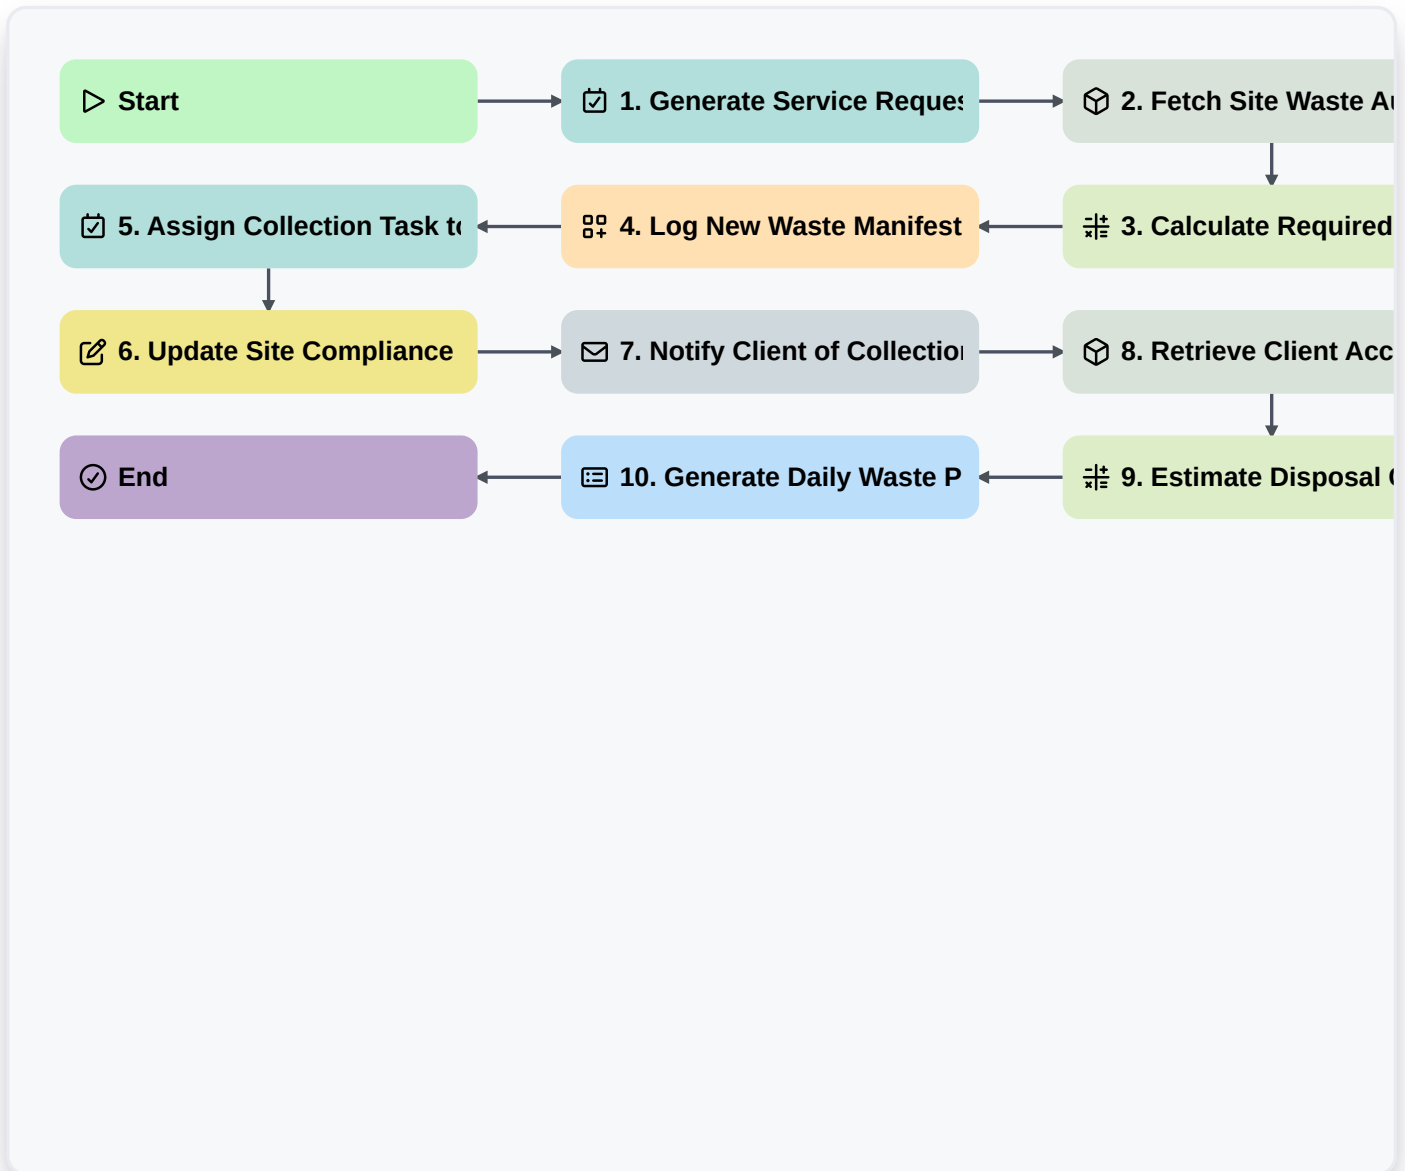 Start
1. Generate Service Reques
2. Fetch Site Waste
5. Assign Collection Task
4. Log New Waste Manifest
3. Calculate Required
6. Update Site Compliance
7. Notify Client of Collection
8. Retrieve Client Acc
End
10. Generate Daily Waste P
9. Estimate Disposal